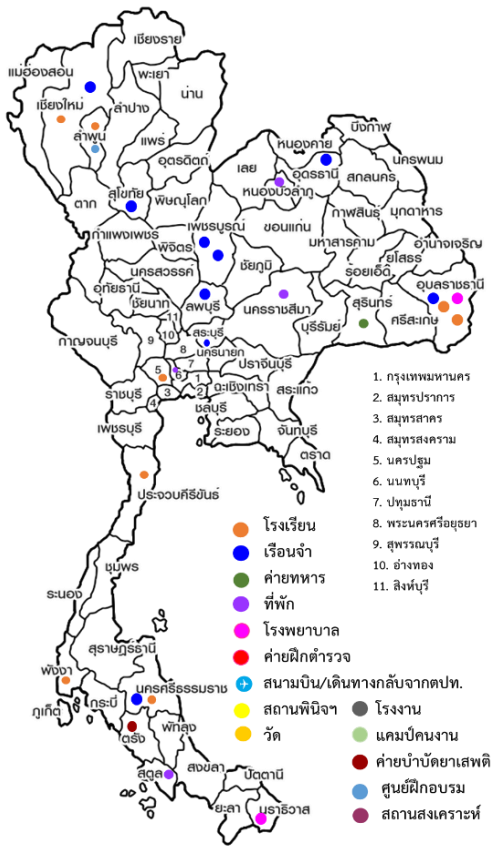 เชียงราย
แม่ฮ่องสอน
พะเยา
น่าน
เชียงใหม่
ลำปาง
ลำพูน
แพร่
อุตรดิตถ์
ตาก
สุโขทัย
พิษณุโลก
กำแพงเพชร
พิจิตร
เพชรบูรณ์
เลย
หนองคาย
บึงกาฬ
อุดรธานี
หนองบัวลำภู
นครพนม
สกลนคร
ขอนแก่น
กาฬสินธุ์
มุกดาหาร
มหาสารคาม
ร้อยเอ็ด
ยโสธร
อำนาจเจริญ
อุบลราชธานี
นครสวรรค์
อุทัยธานี
ชัยนาท
ลพบุรี
ชัยภูมิ
นครราชสีมา
บุรีรัมย์
สุรินทร์
ศรีสะเกษ
กาญจนบุรี
สระบุรี
นครนายก
ปราจีนบุรี
ฉะเชิงเทรา
สระแก้ว
ราชบุรี
ชลบุรี
ระยอง
จันทบุรี
ตราด
เพชรบุรี
ประจวบคีรีขันธ์
11
10
9
8
7
5
6
1
3
2
4
1. กรุงเทพมหานคร
2 สมุทรปราการ
3 สมุทรสาคร
4 สมุทรสงคราม
5 นครปฐม
6 นนทบุรี
7 ปทุมธานี
8 พระนครศรีอยุธยา
9. สุพรรณบุรี
10. อ่างทอง
11. สิงห์บุรี
ชุมพร
ระนอง
สุราษฎร์ธานี
พังงา
ภูเก็ต
กระบี่
นครศรีธรรมราช
ตรัง
พัทลุง
สตูล
สงขลา
ปัตตานี
ยะลา
นราธิวาส
โรงเรียน
เรือนจำ
ค่ายทหาร
ที่พัก
โรงพยาบาล
ค่ายฝึกตำรวจ
สนามบิน/เดินทางกลับจากตปท.
สถานพินิจฯ
วัด
โรงงาน
แคมป์คนงาน
ค่ายบำบัดยาเสพติ
ศูนย์ฝึกอบรม
สถานสงเคราะห์